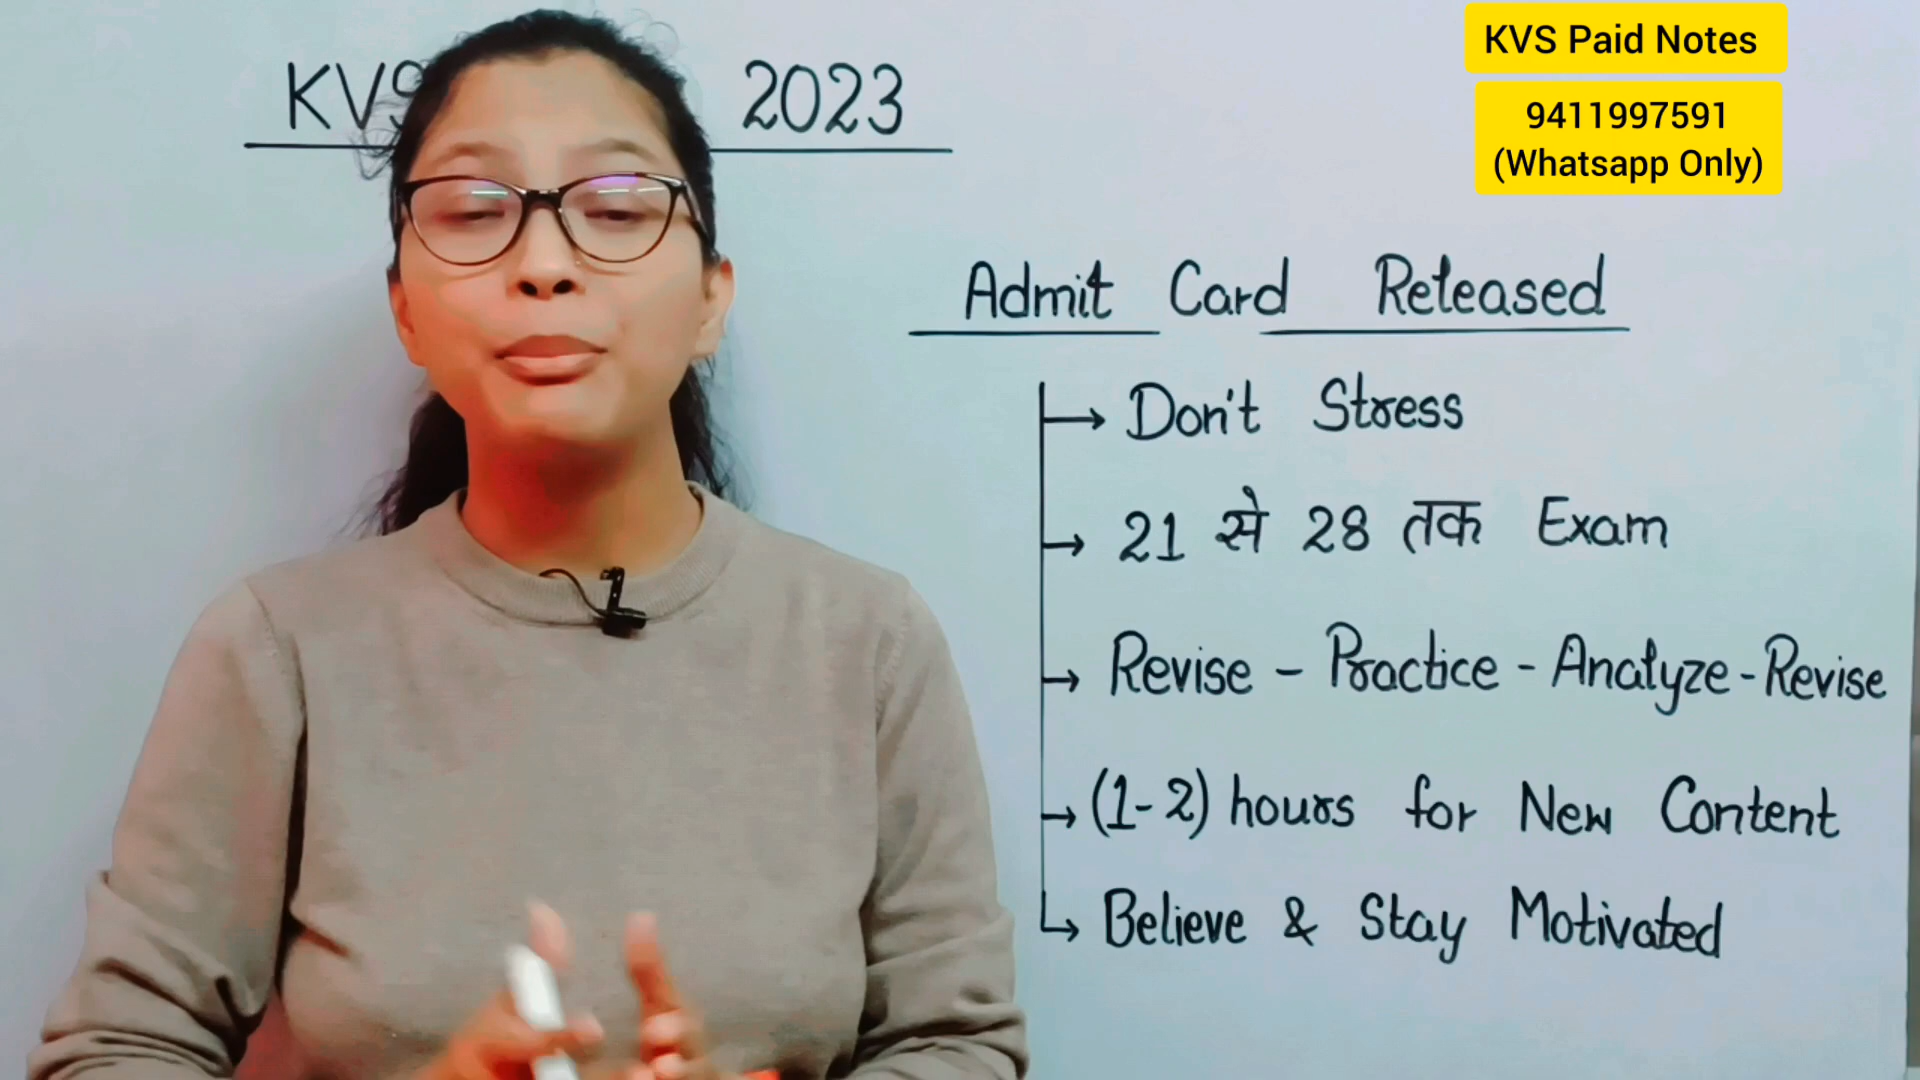 KVS 2023
KVS Paid Notes
9411997591
(Whatsapp Only)
Admit Card Released
Don't Stress
21 से 28 तक Exam
Revise - Practice - Analyze - Revise
(1-2) hours for New Content
Believe & Stay Motivated